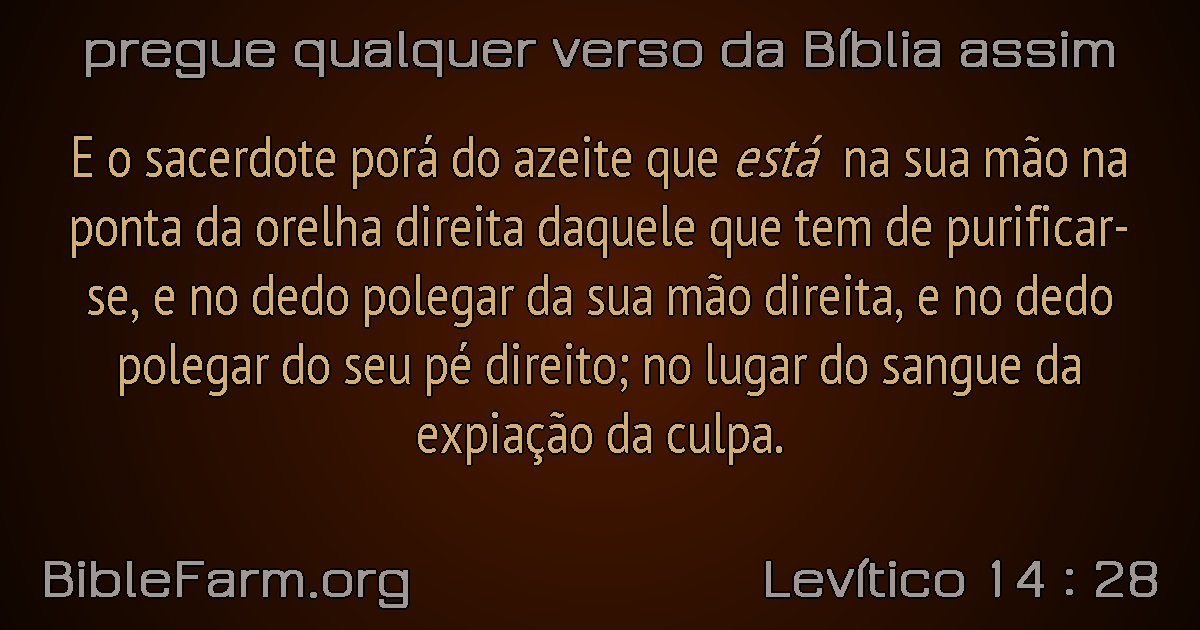 pregue qualquer verso da Bíblia assim
E o sacerdote porá do azeite que está na sua mão na
ponta da orelha direita daquele que tem de purificar-
se, e no dedo polegar da sua mão direita, e no dedo
polegar do seu pé direito; no lugar do sangue da
expiação da culpa.
BibleFarm.org
Levítico 14 : 28